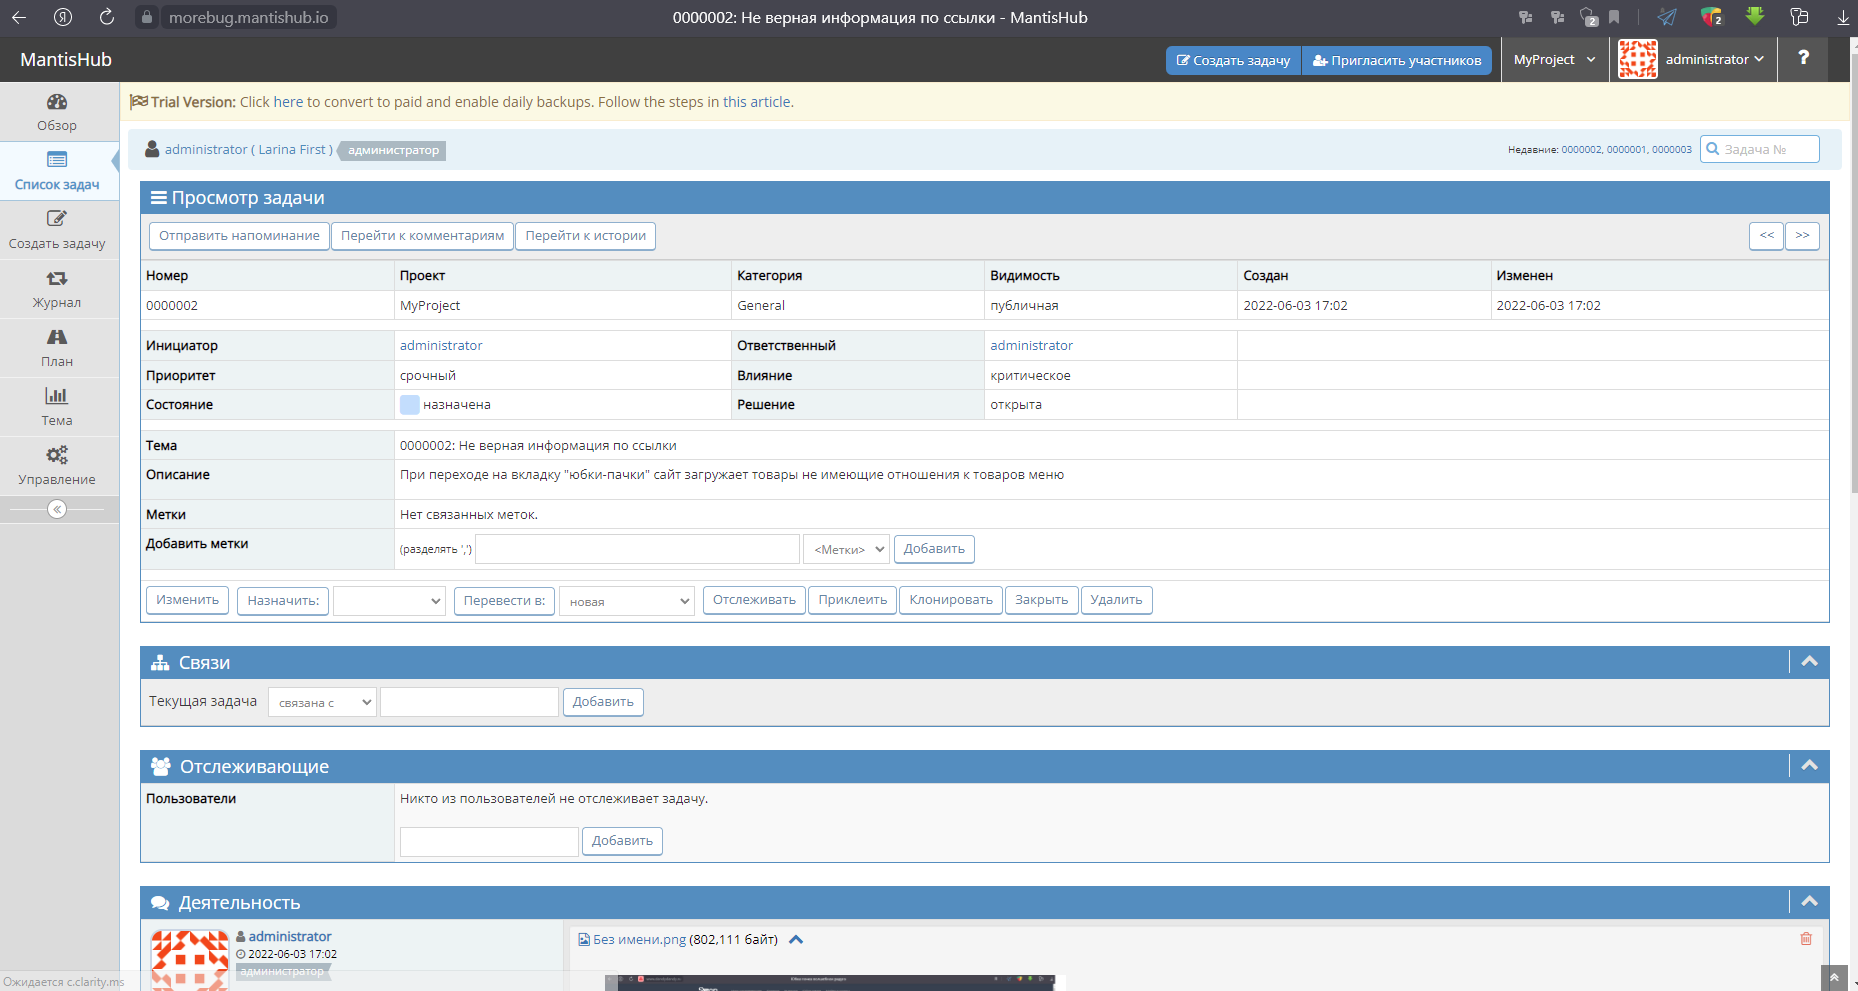 morebug.mantishub.io
0000002: Не верная информация по ссылки - MantisHub
2
2
MantisHub
Создать задачу
Пригласить участников
MyProject
administrator
?
Обзор
Список задач
Создать задачу
Журнал
План
Тема
Управление
Trial Version: Click here to convert to paid and enable daily backups. Follow the steps in this article.
administrator ( Larina First ) администратор
Недавние: 0000002, 0000001, 0000003
Задача №
Просмотр задачи
Отправить напоминание Перейти к комментариям Перейти к истории << >>
Номер Проект Категория Видимость Создан Изменен
0000002 MyProject General публичная 2022-06-03 17:02 2022-06-03 17:02
Инициатор administrator Ответственный administrator
Приоритет срочный Влияние критическое
Состояние назначена Решение открыта
Тема 0000002: Не верная информация по ссылки
Описание При переходе на вкладку "юбки-пачки" сайт загружает товары не имеющие отношения к товаров меню
Метки Нет связанных меток.
Добавить метки (разделять ',') <Метки> Добавить
Изменить Назначить: Перевести в: новая Отслеживать Приклеить Клонировать Закрыть Удалить
Связи
Текущая задача связана с Добавить
Отслеживающие
Пользователи Никто из пользователей не отслеживает задачу.
Добавить
Деятельность
administrator
2022-06-03 17:02
администратор
Без имени.png (802,111 байт)
Ожидается c.clarity.ms